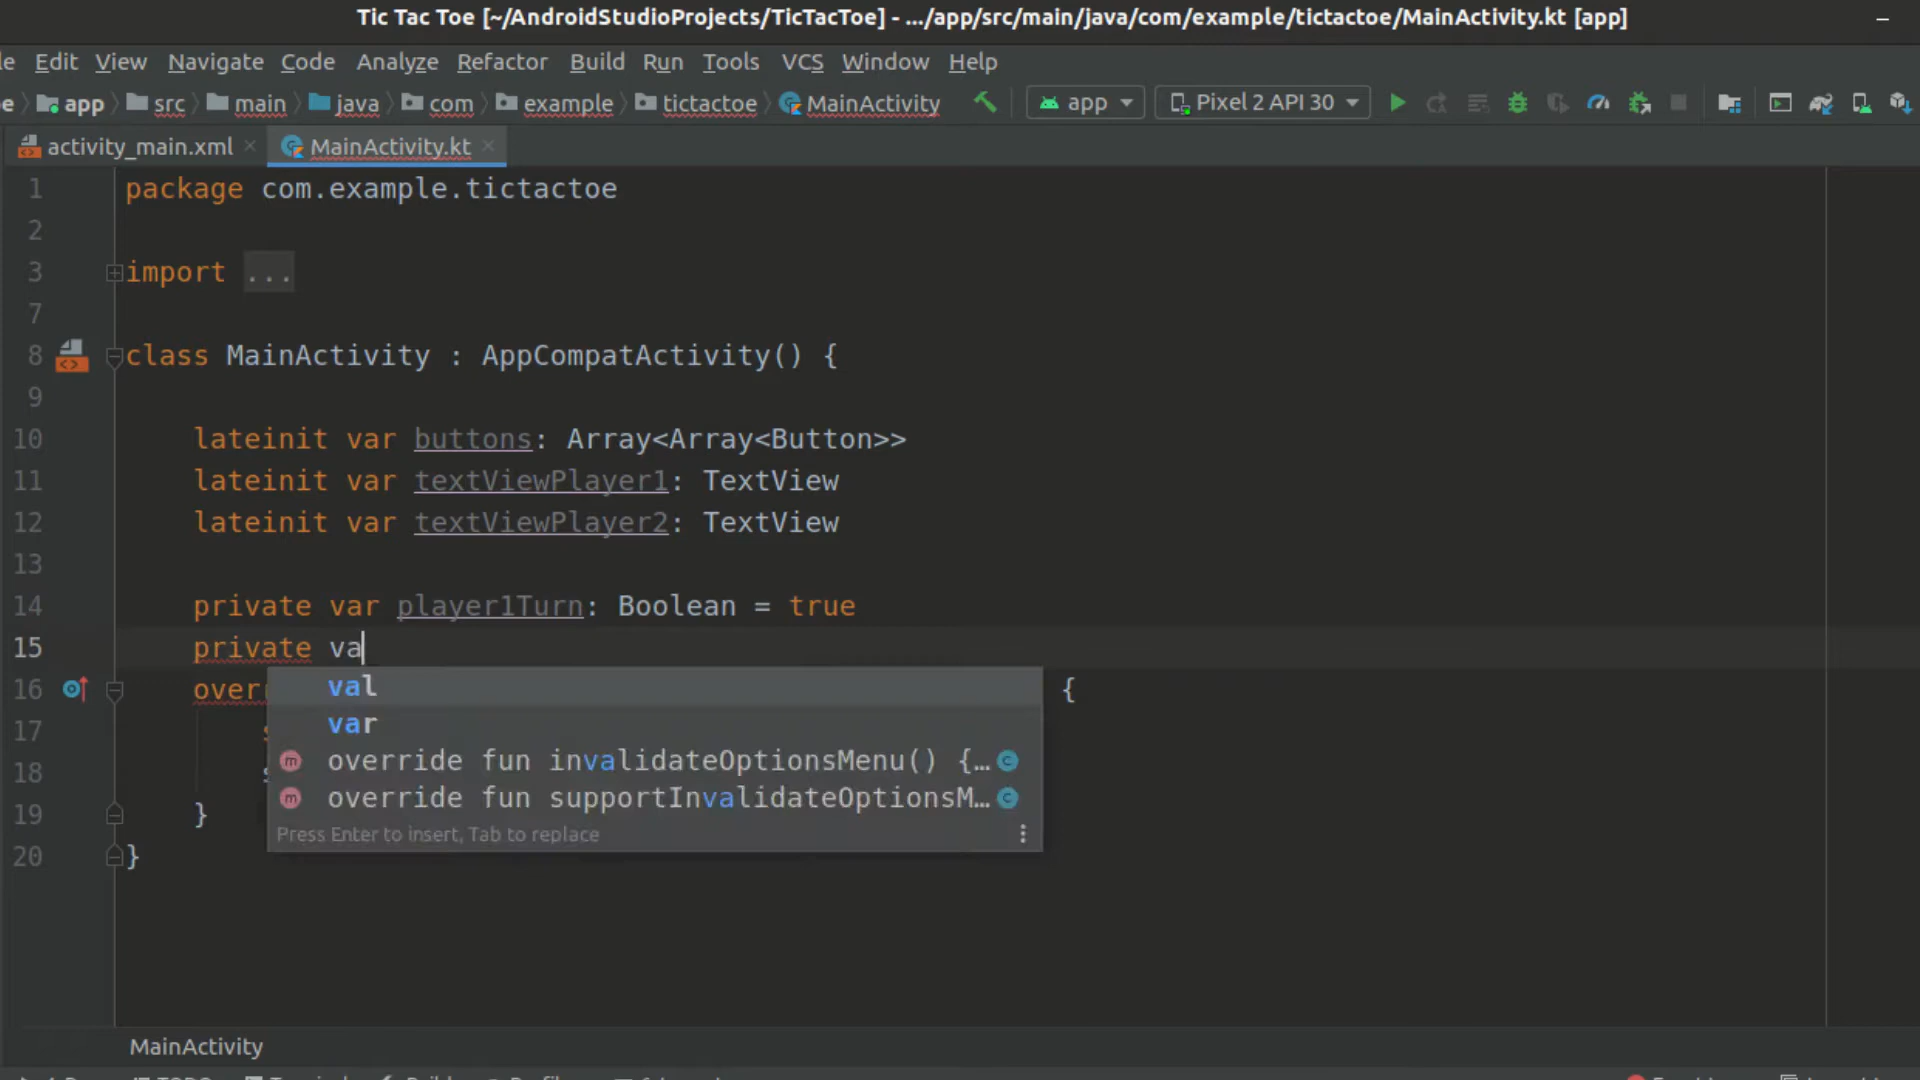 Tic Tac Toe [~/AndroidStudioProjects/TicTacToe] - .../app/src/main/java/com/example/tictactoe/MainActivity.kt [app]
Edit View Navigate Code Analyze Refactor Build Run Tools VCS Window Help
app src main java com example tictactoe MainActivity app Pixel 2 API 30
activity_main.xml MainActivity.kt
1 package com.example.tictactoe
2
3 import ...
7
8 class MainActivity : AppCompatActivity() {
9
10 lateinit var buttons: Array<Array<Button>>
11 lateinit var textViewPlayer1: TextView
12 lateinit var textViewPlayer2: TextView
13
14 private var player1Turn: Boolean = true
15 private va
val
var
override fun invalidateOptionsMenu() {...
override fun supportInvalidateOptionsM...
Press Enter to insert, Tab to replace
16 {
17
18
19 }
20 }
MainActivity